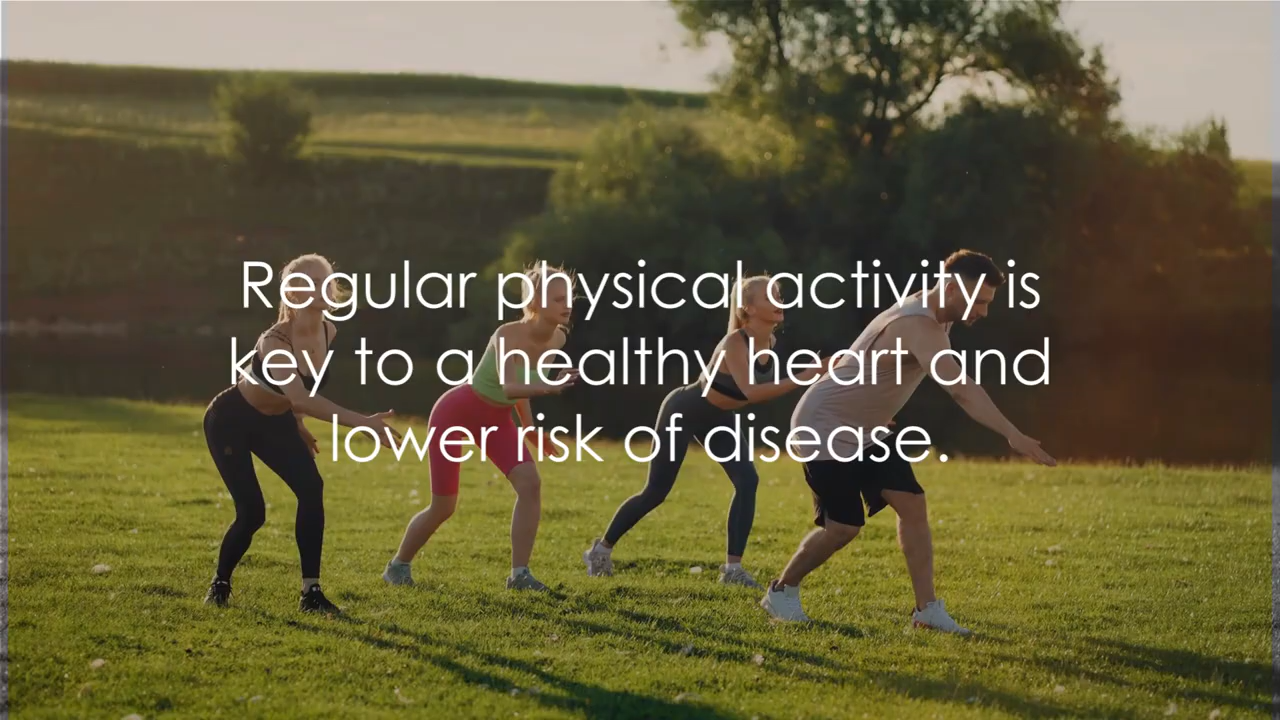 Regular physical activity is
key to a healthy heart and
lower risk of disease.